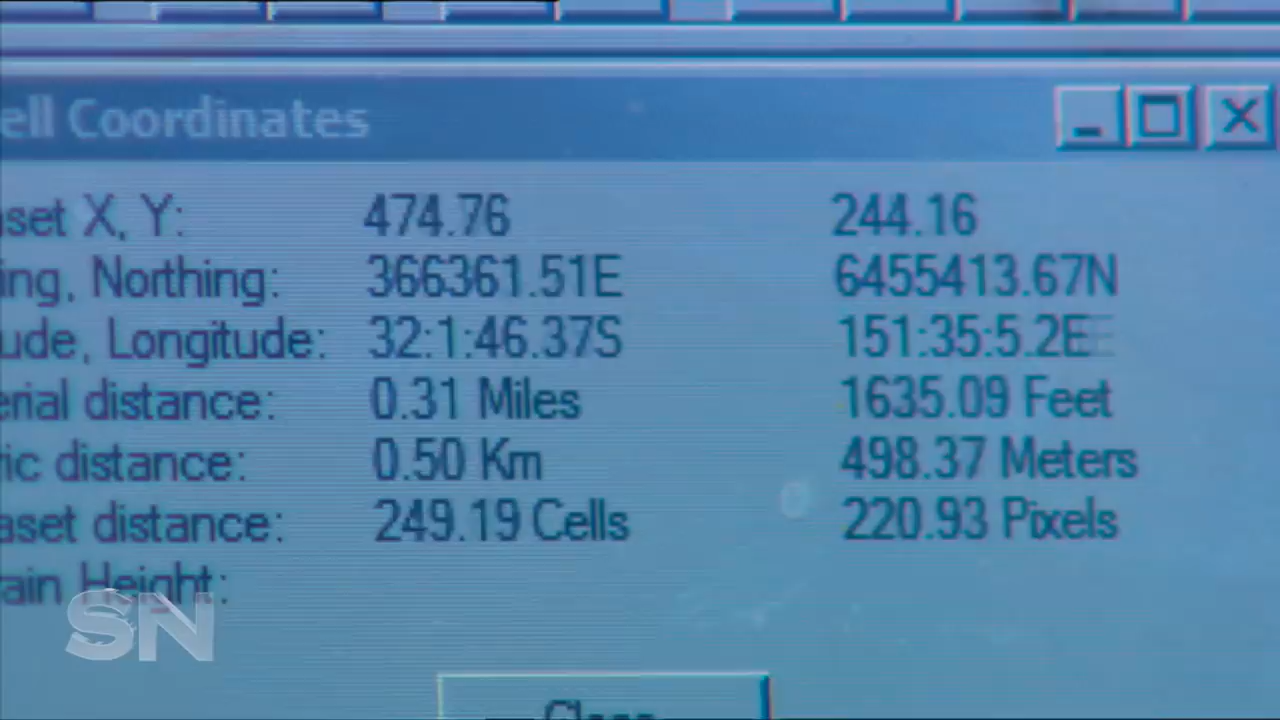 ell Coordinates
aset X, Y: 474.76 244.16
ing, Northing: 366361.51E 6455413.67N
ude, Longitude: 32:1:46.37S 151:35:5.2E
erial distance: 0.31 Miles 1635.09 Feet
ric distance: 0.50 Km 498.37 Meters
aset distance: 249.19 Cells 220.93 Pixels
ain Height:
SN